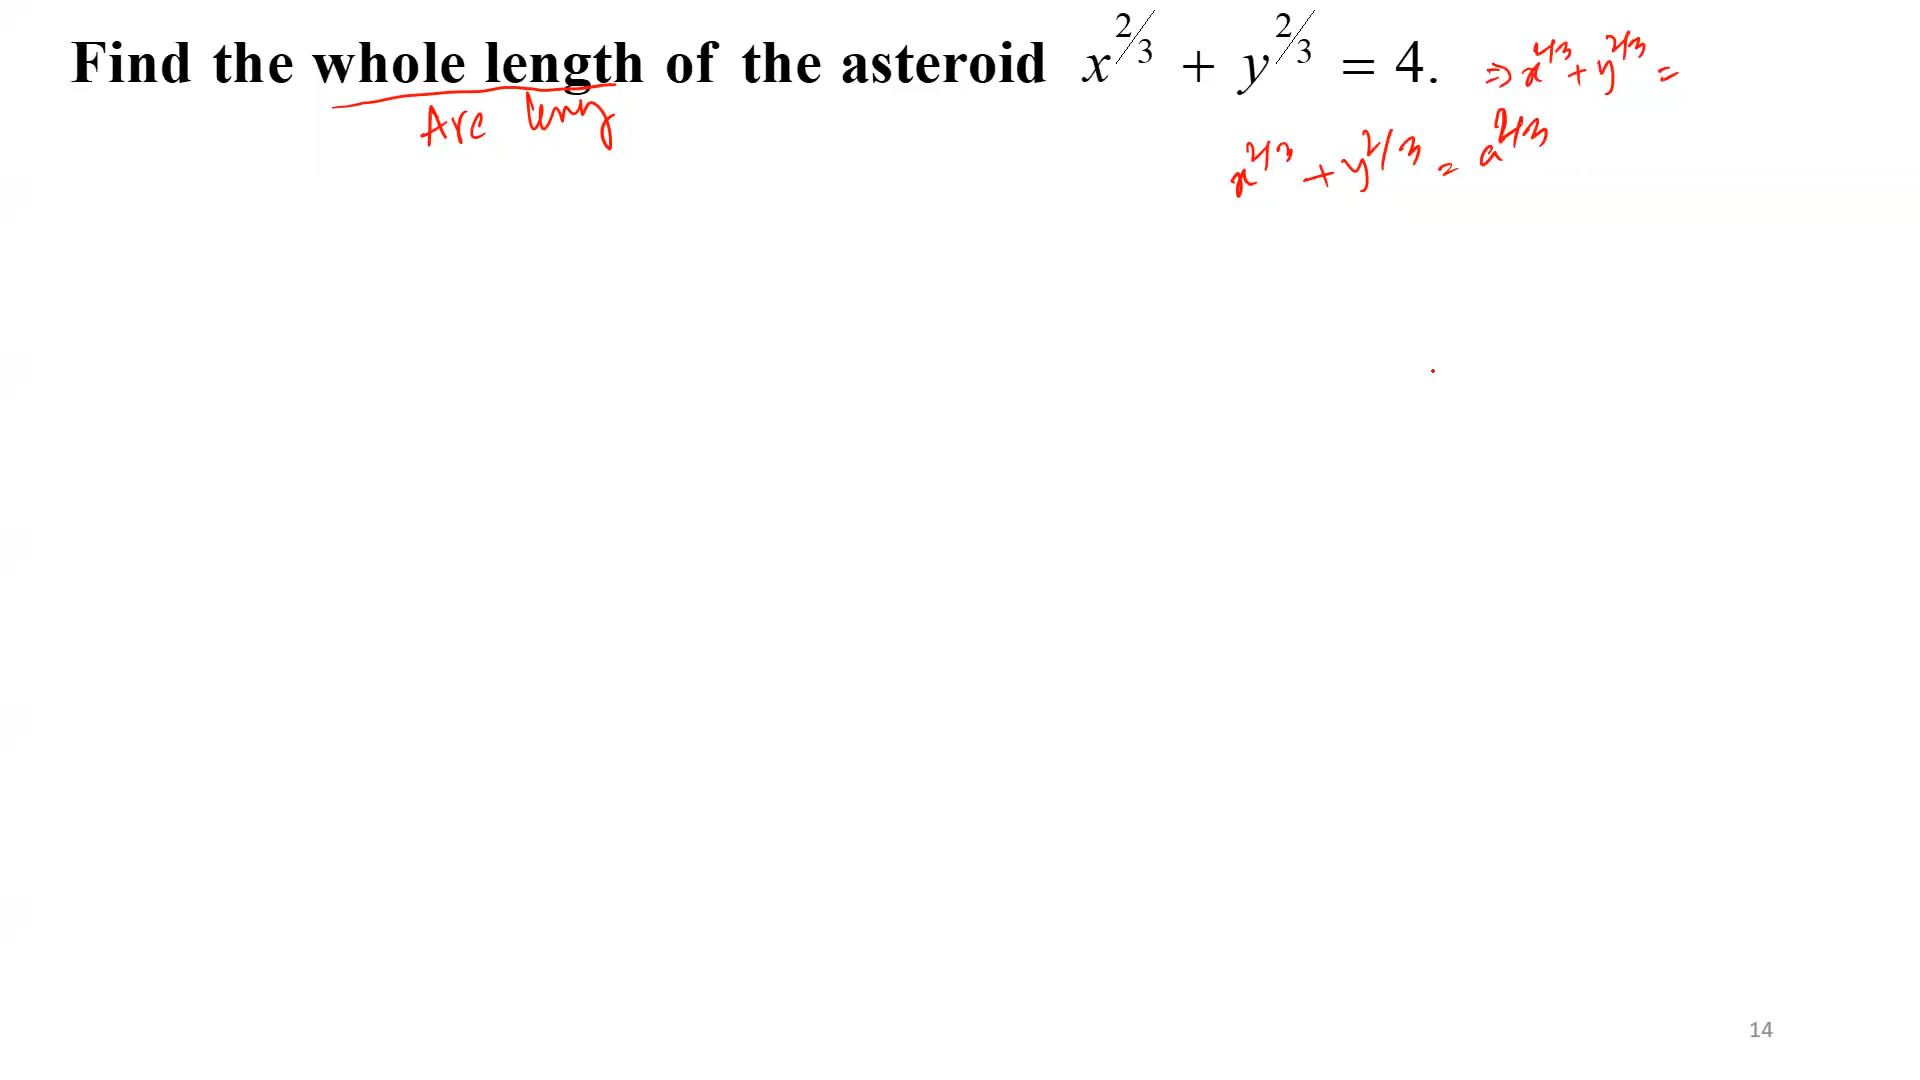 Find the whole length of the asteroid x^{2/3} + y^{2/3} = 4. ⇒ x^{2/3} + y^{2/3} =
Arc leng
x^{2/3} + y^{2/3} = a^{2/3}
14